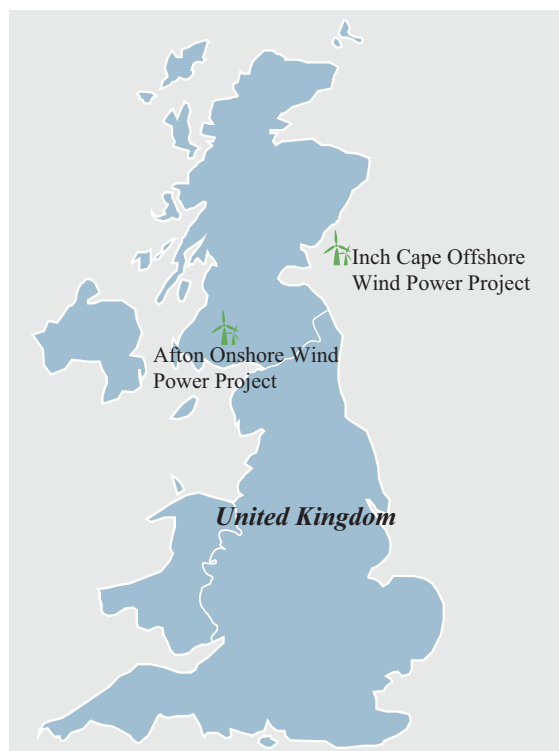 Inch Cape Offshore
Wind Power Project
Afton Onshore Wind
Power Project
United Kingdom